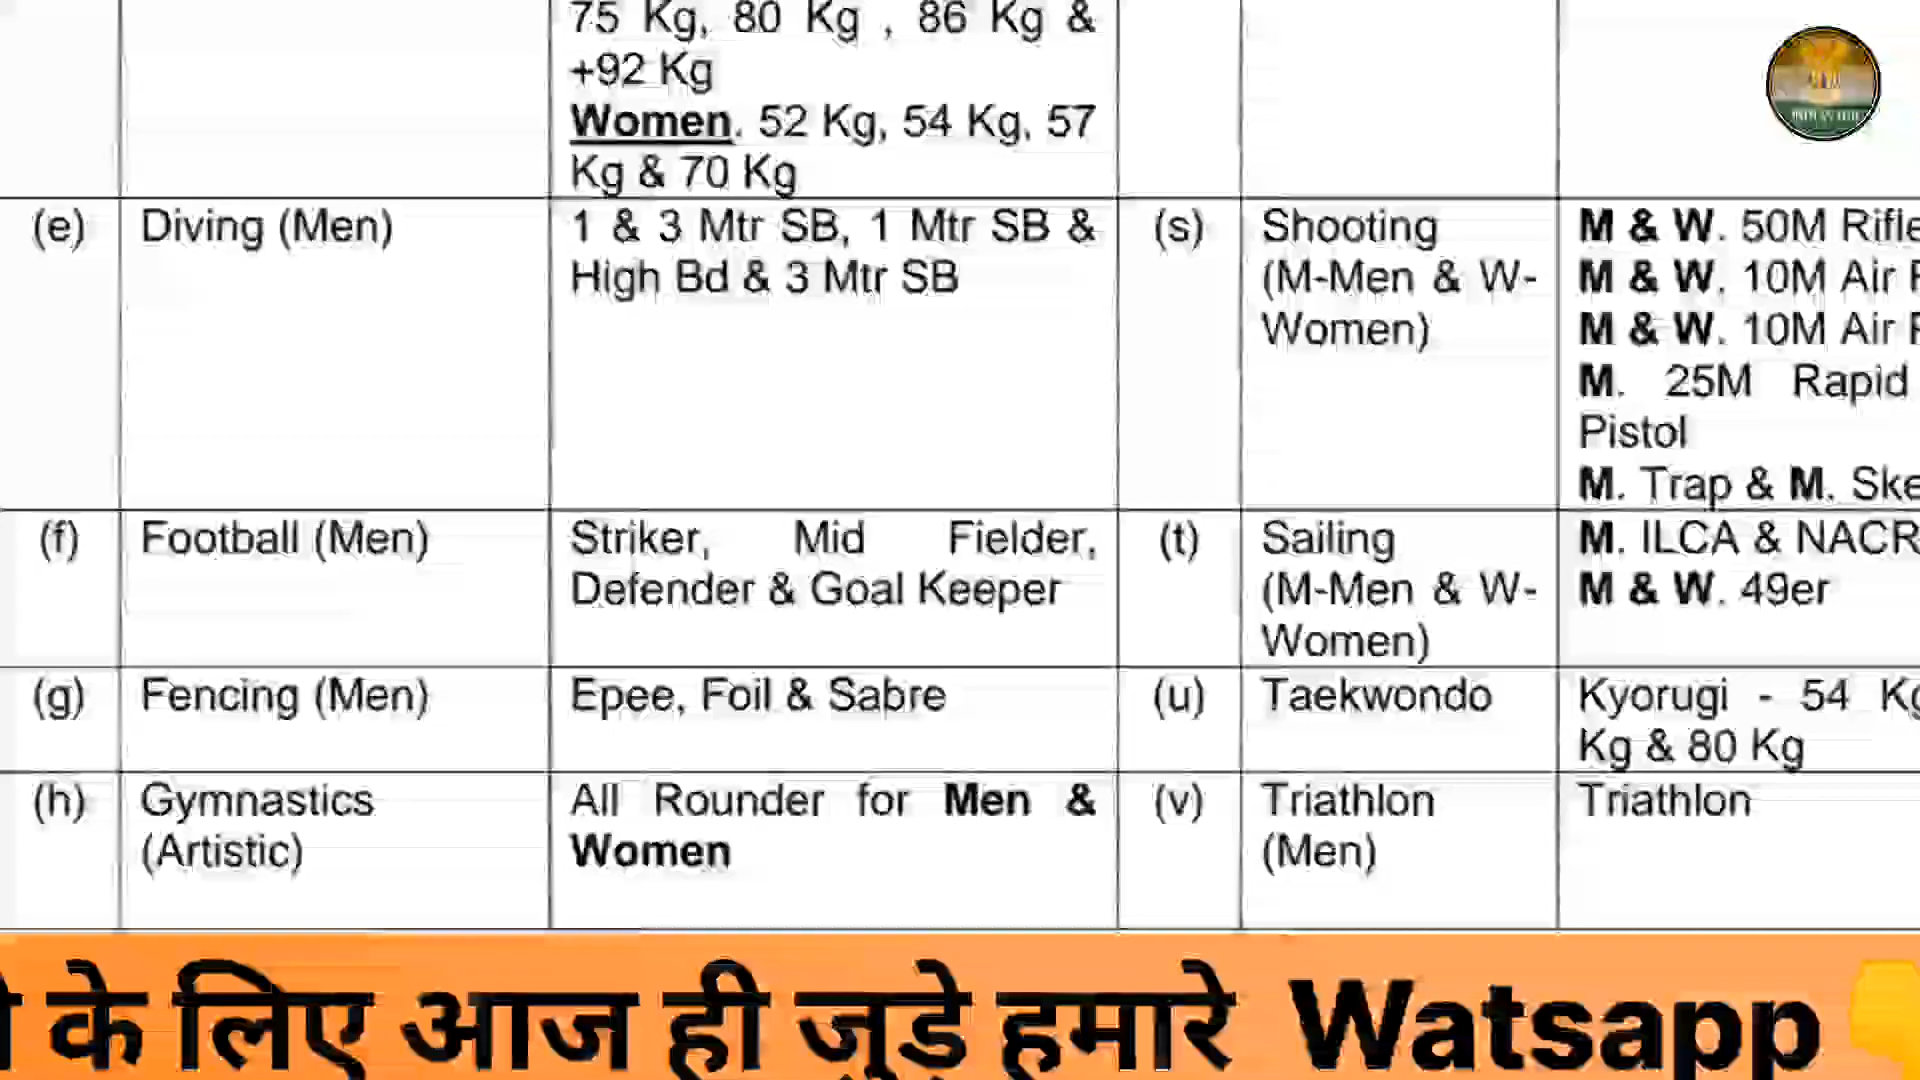 75 Kg, 80 Kg , 86 Kg &
+92 Kg
Women. 52 Kg, 54 Kg, 57
Kg & 70 Kg
(e) Diving (Men)
1 & 3 Mtr SB, 1 Mtr SB &
High Bd & 3 Mtr SB
(s) Shooting
(M-Men & W-
Women)
M & W. 50M Rifle
M & W. 10M Air
M & W. 10M Air
M. 25M Rapid
Pistol
M. Trap & M. Ske
(f) Football (Men)
Striker, Mid Fielder,
Defender & Goal Keeper
(t) Sailing
(M-Men & W-
Women)
M. ILCA & NACR
M & W. 49er
(g) Fencing (Men)
Epee, Foil & Sabre
(u) Taekwondo
Kyorugi - 54 Kg
Kg & 80 Kg
(h) Gymnastics
(Artistic)
All Rounder for Men &
Women
(v) Triathlon
(Men)
Triathlon
के लिए आज ही जुड़े हमारे Watsapp